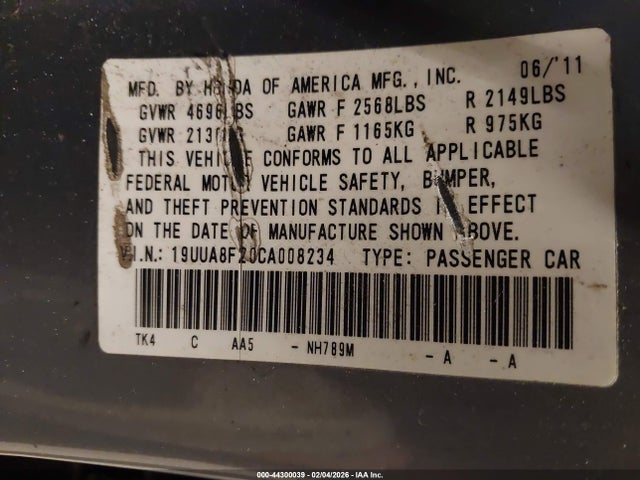 MFD. BY HONDA OF AMERICA MFG., INC. 06/'11
GVWR 4696LBS GAWR F 2568LBS R 2149LBS
GVWR GAWR F 1165KG R 975KG
THIS VEHICLE CONFORMS TO ALL APPLICABLE
FEDERAL MOTOR VEHICLE SAFETY, BUMPER,
AND THEFT PREVENTION STANDARDS IN EFFECT
ON THE DATE OF MANUFACTURE SHOWN ABOVE.
V.I.N.: 19UUA8F20CA008234 TYPE: PASSENGER CAR
TK4 C AA5 - NH789M - A - A
000-44300039 - 02/04/2026 - IAA Inc.